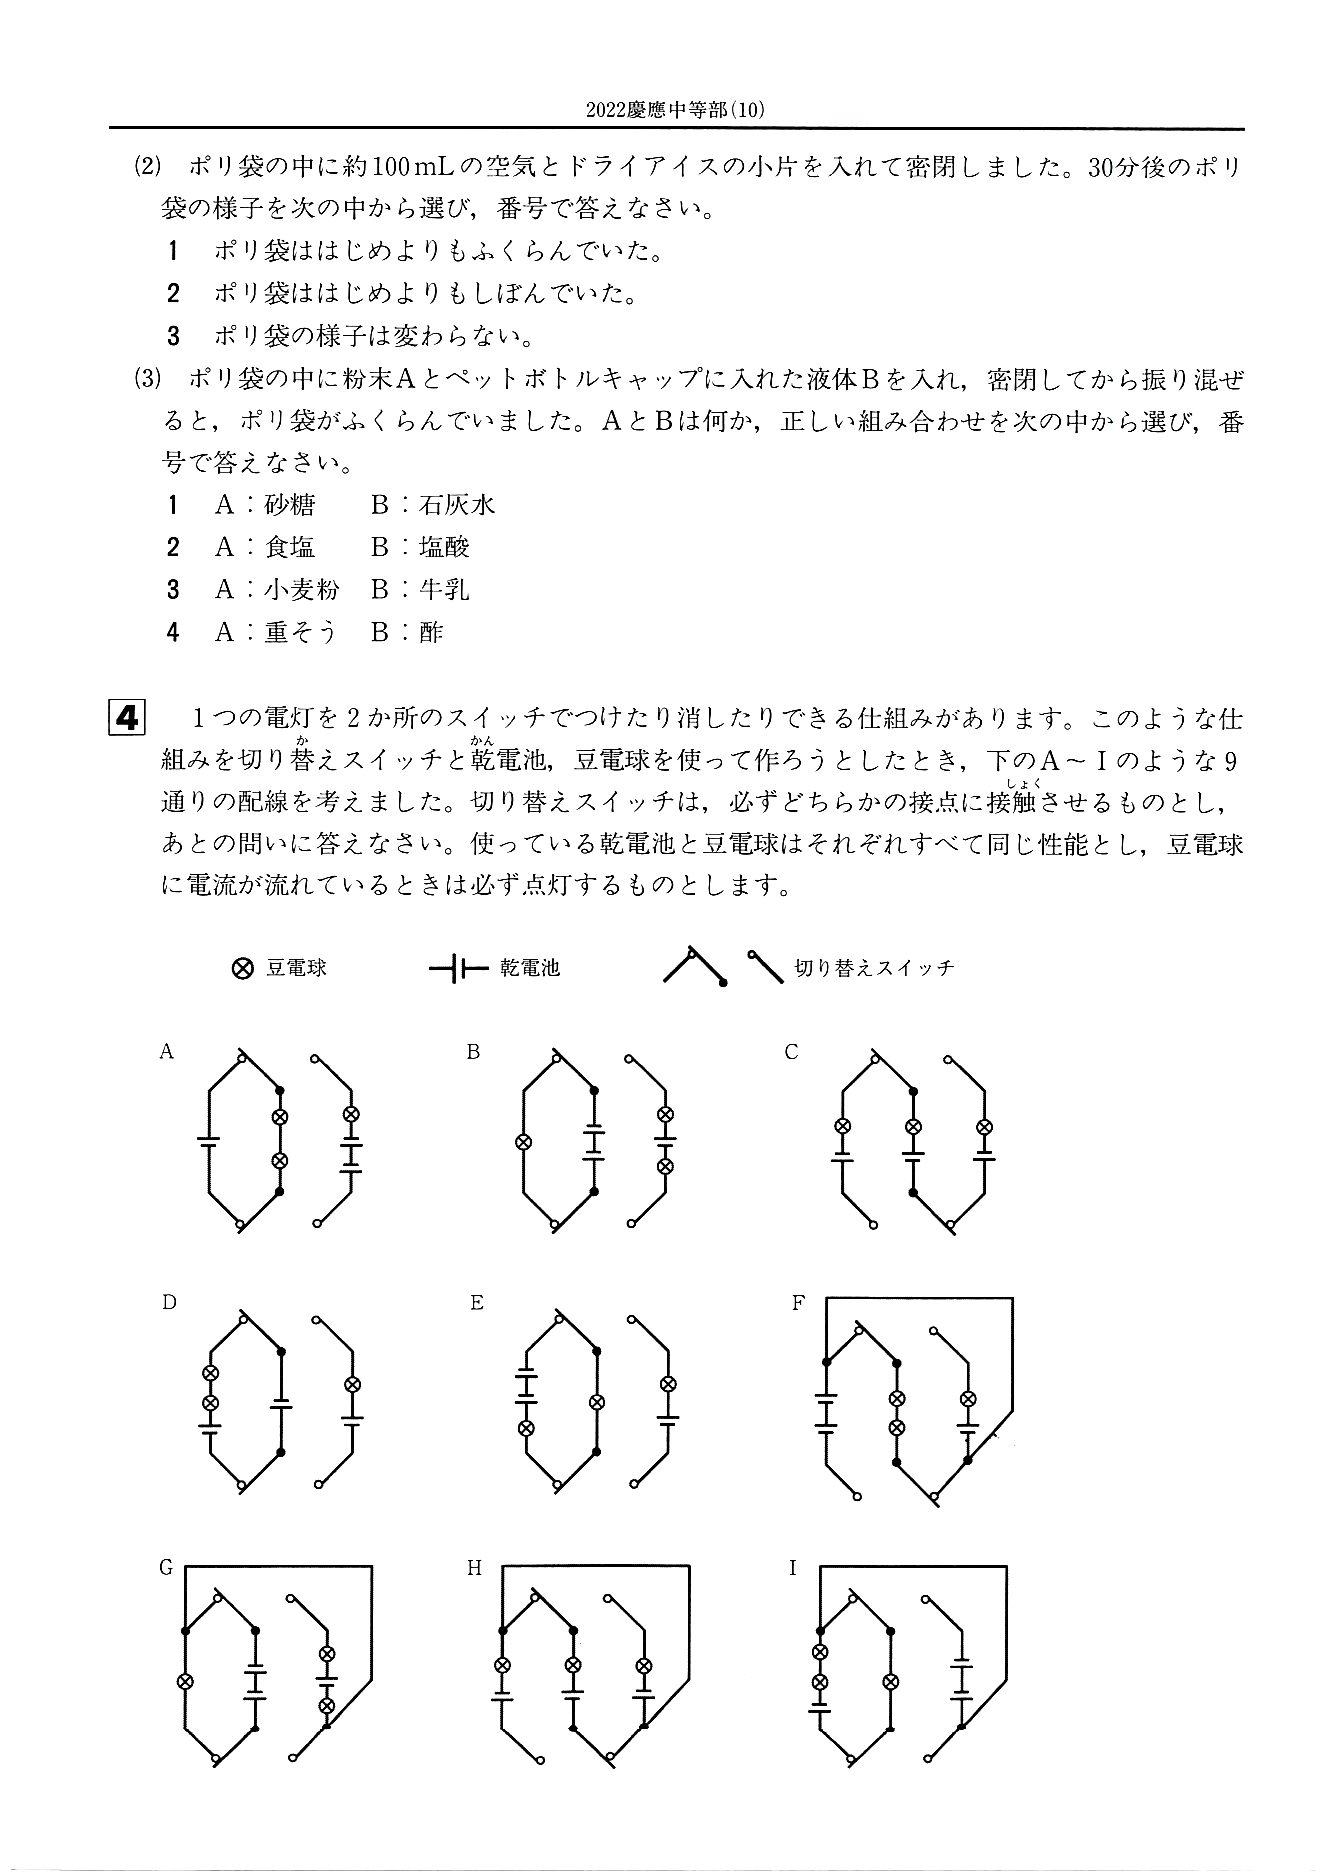 2022慶應中等部(10)
(2) ポリ袋の中に約100mLの空気とドライアイスの小片を入れて密閉しました。30分後のポリ
袋の様子を次の中から選び，番号で答えなさい。
1 ポリ袋ははじめよりもふくらんでいた。
2 ポリ袋ははじめよりもしぼんでいた。
3 ポリ袋の様子は変わらない。
(3) ポリ袋の中に粉末Aとペットボトルキャップに入れた液体Bを入れ，密閉してから振り混ぜ
ると，ポリ袋がふくらんでいました。AとBは何か，正しい組み合わせを次の中から選び，番
号で答えなさい。
1 A：砂糖 B：石灰水
2 A：食塩 B：塩酸
3 A：小麦粉 B：牛乳
4 A：重そう B：酢
4 1つの電灯を2か所のスイッチでつけたり消したりできる仕組みがあります。このような仕
か かん
組みを切り替えスイッチと乾電池，豆電球を使って作ろうとしたとき，下のA～Iのような9
しょく
通りの配線を考えました。切り替えスイッチは，必ずどちらかの接点に接触させるものとし，
あとの問いに答えなさい。使っている乾電池と豆電球はそれぞれすべて同じ性能とし，豆電球
に電流が流れているときは必ず点灯するものとします。
豆電球 乾電池 切り替えスイッチ
A B C
D E F
G H I